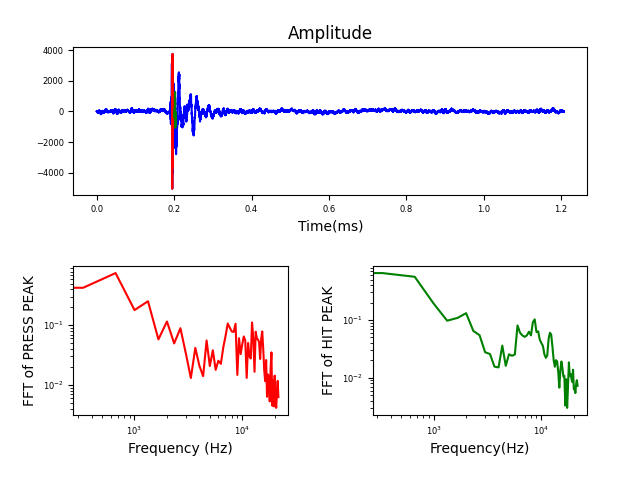 Amplitude
4000
2000
0
−2000
−4000
0.0 0.2 0.4 0.6 0.8 1.0 1.2
Time(ms)
FFT of PRESS PEAK
10⁻¹
10⁻²
10³ 10⁴
Frequency (Hz)
FFT of HIT PEAK
10⁻¹
10⁻²
10³ 10⁴
Frequency(Hz)